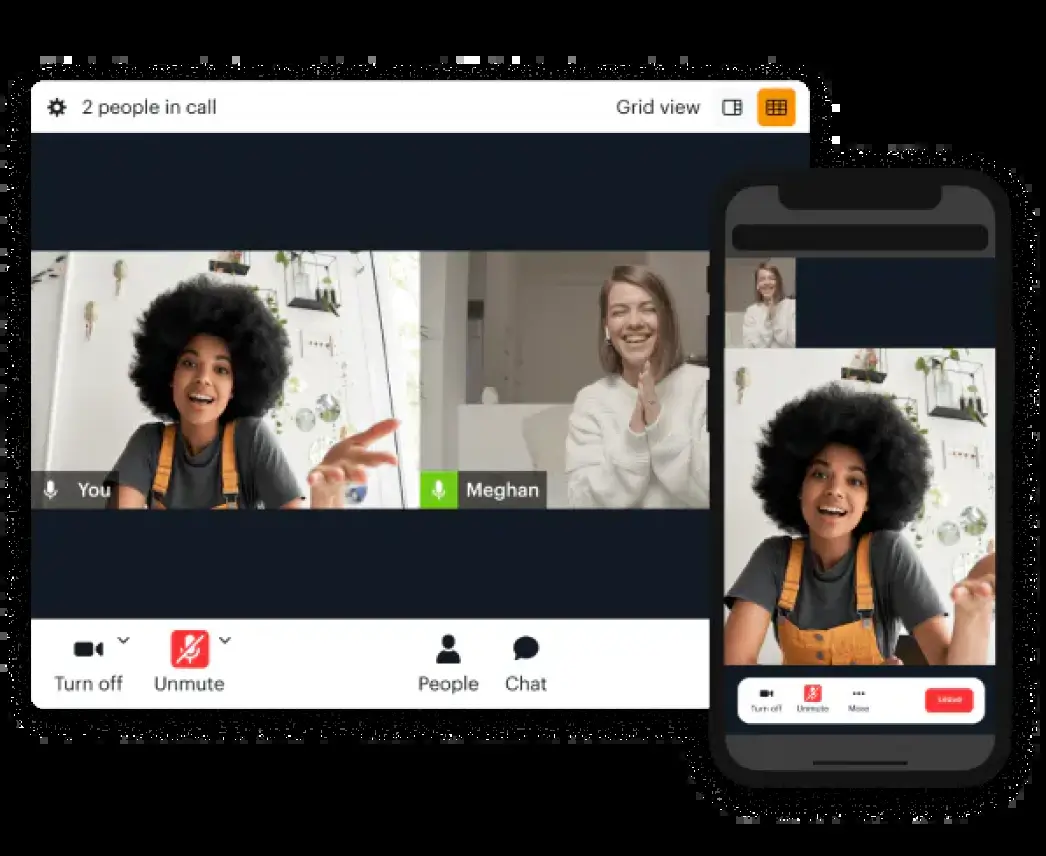 2 people in call
Grid view
You
Meghan
Turn off
Unmute
People
Chat
Turn off
Unmute
More
Leave